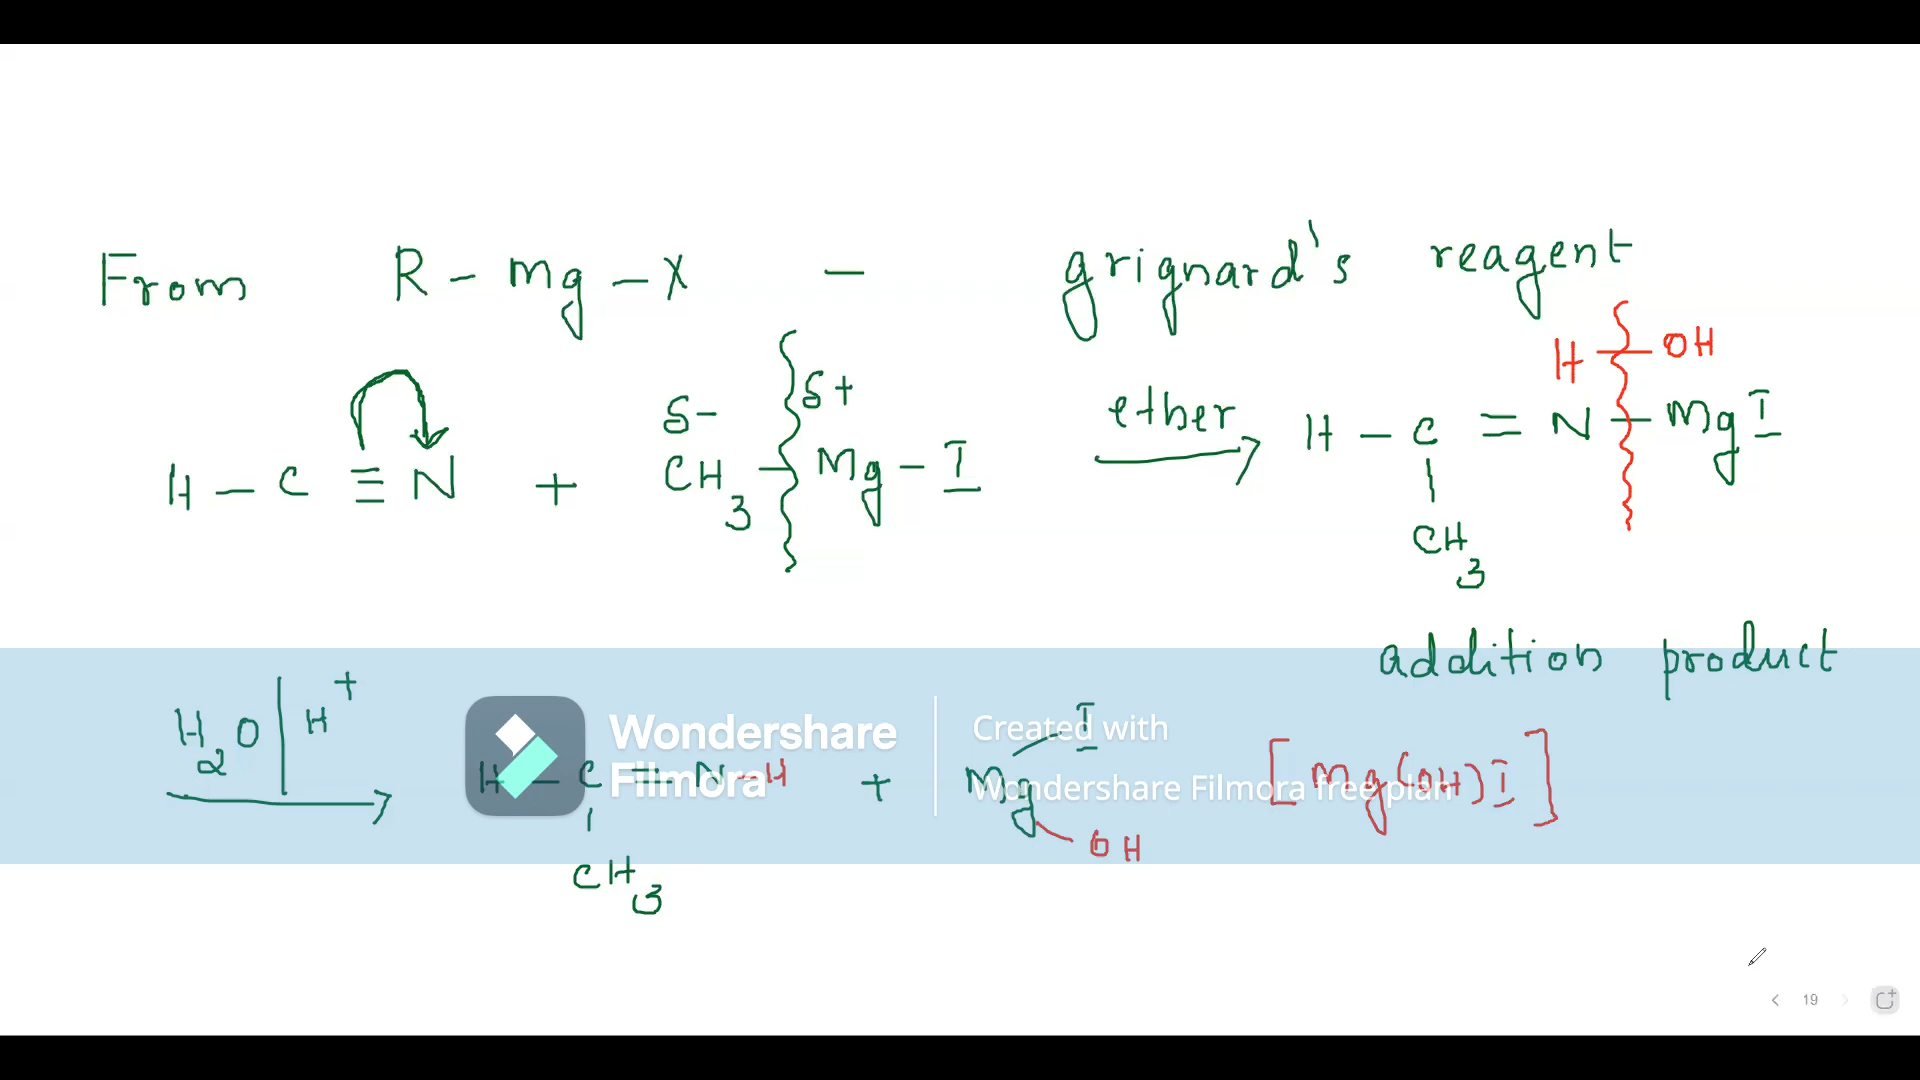 From R - Mg - X - grignard's reagent
H - C ≡ N + CH3 - Mg - I ether H - C = N - MgI
δ- δ+
H - OH
CH3
addition product
H2O | H+ H - C = N - H + Mg I OH [Mg(OH)I]
CH3
Wondershare
Filmora
Created with
Wondershare Filmora free plan
19